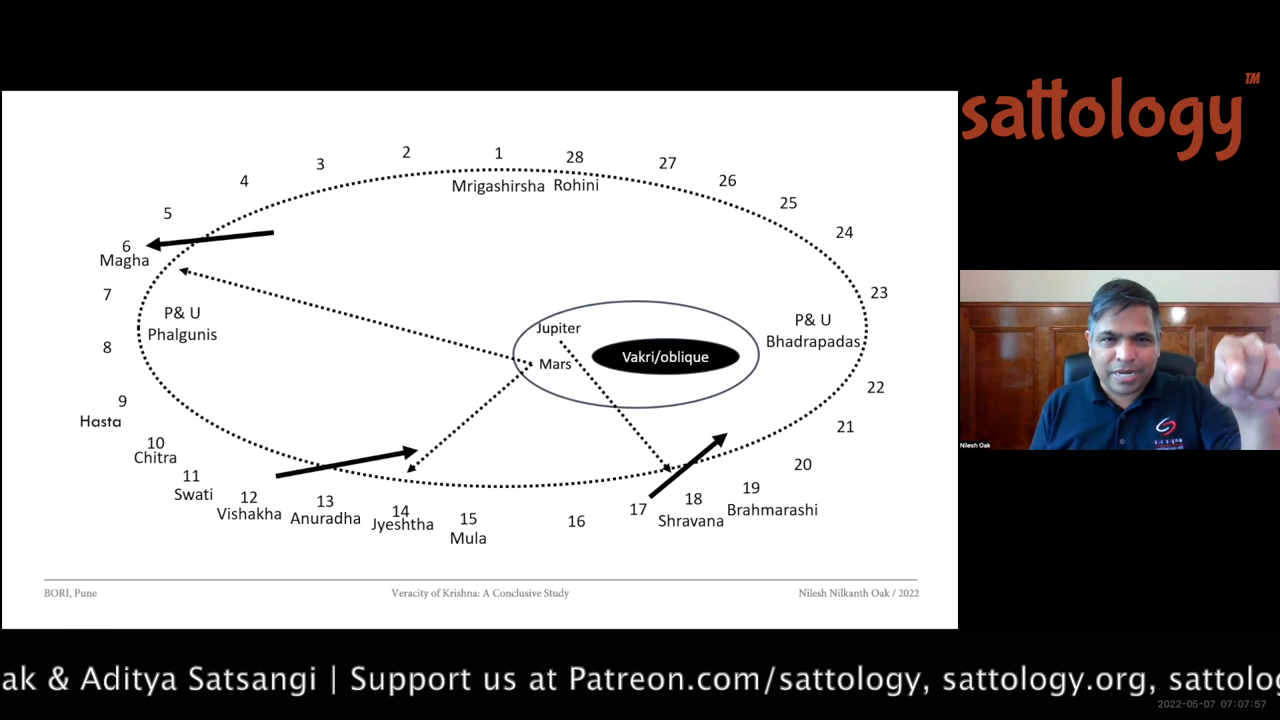 sattology™
1
28
2
27
3
26
4
Mrigashirsha Rohini
25
5
24
6
Magha
7
23
P& U
Phalgunis
P& U
Bhadrapadas
Jupiter
Mars
Vakri/oblique
8
22
9
Hasta
21
10
Chitra
20
11
Swati
12
Vishakha
13
Anuradha
14
Jyeshtha
15
Mula
16
17
18
Shravana
19
Brahmarashi
Nilesh Oak
BORI, Pune
Veracity of Krishna: A Conclusive Study
Nilesh Nilkanth Oak / 2022
ak & Aditya Satsangi | Support us at Patreon.com/sattology, sattology.org, sattolog
2022-05-07 07:07:57